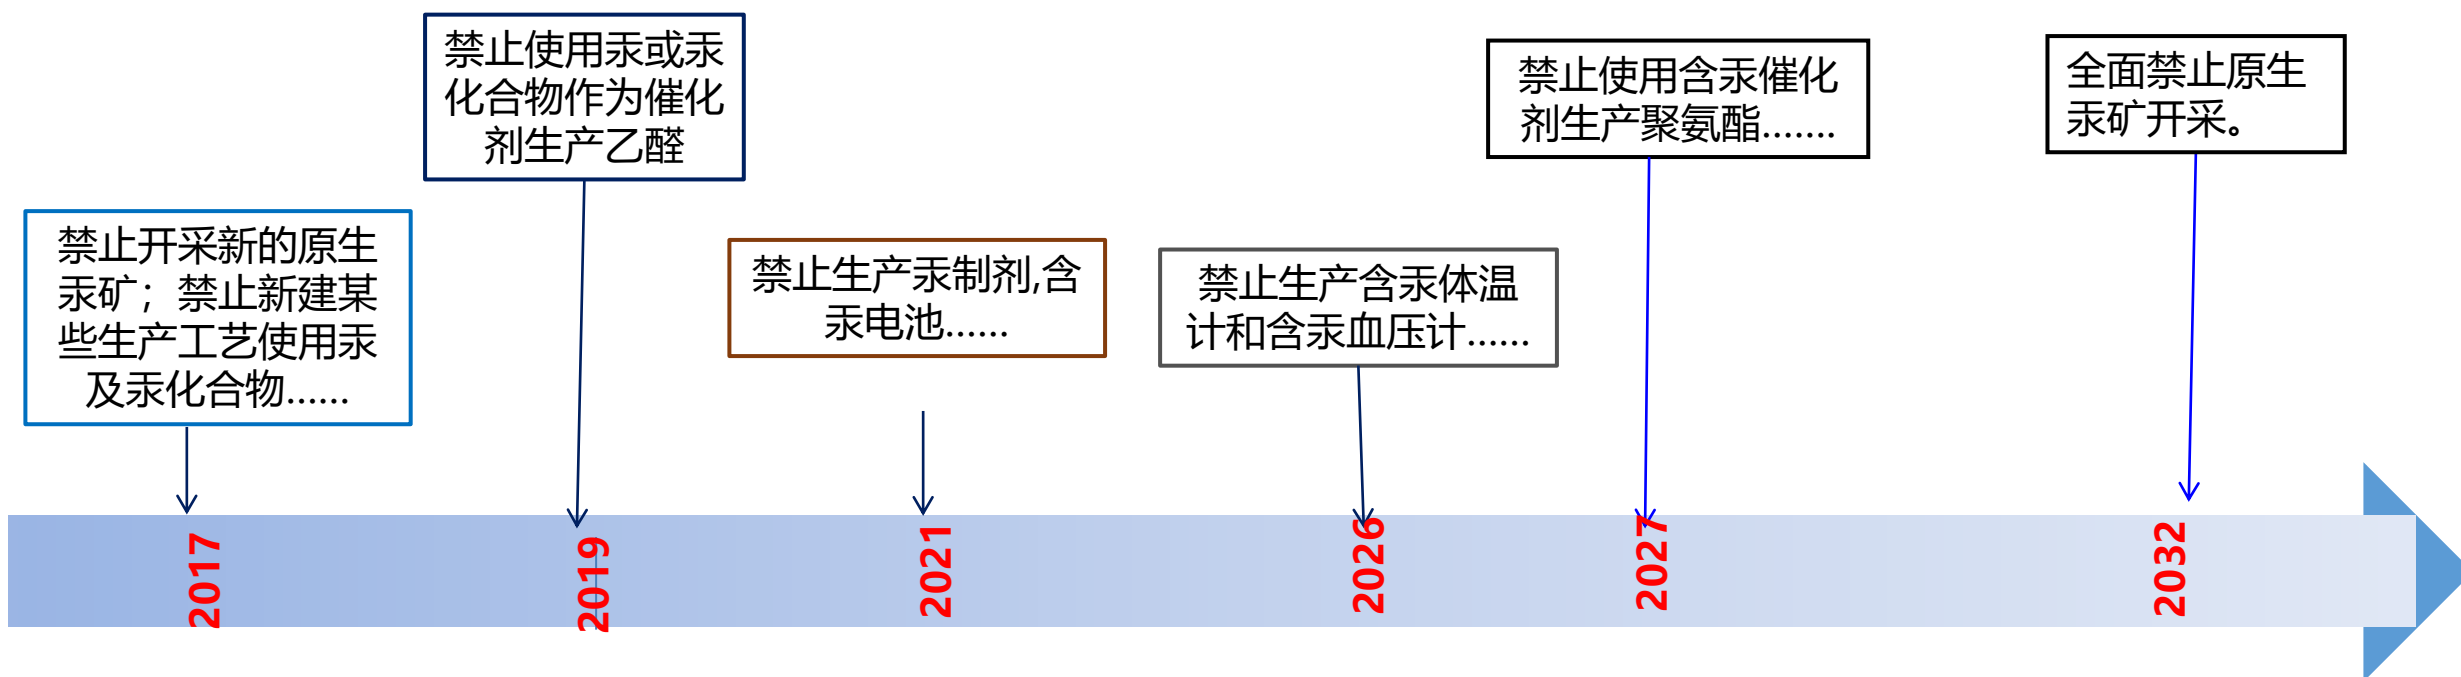 禁止开采新的原生
汞矿；禁止新建某
些生产工艺使用汞
及汞化合物……
禁止使用汞或汞
化合物作为催化
剂生产乙醛
禁止生产汞制剂,含
汞电池……
禁止生产含汞体温
计和含汞血压计……
禁止使用含汞催化
剂生产聚氨酯…….
全面禁止原生
汞矿开采。
2017
2019
2021
2026
2027
2032